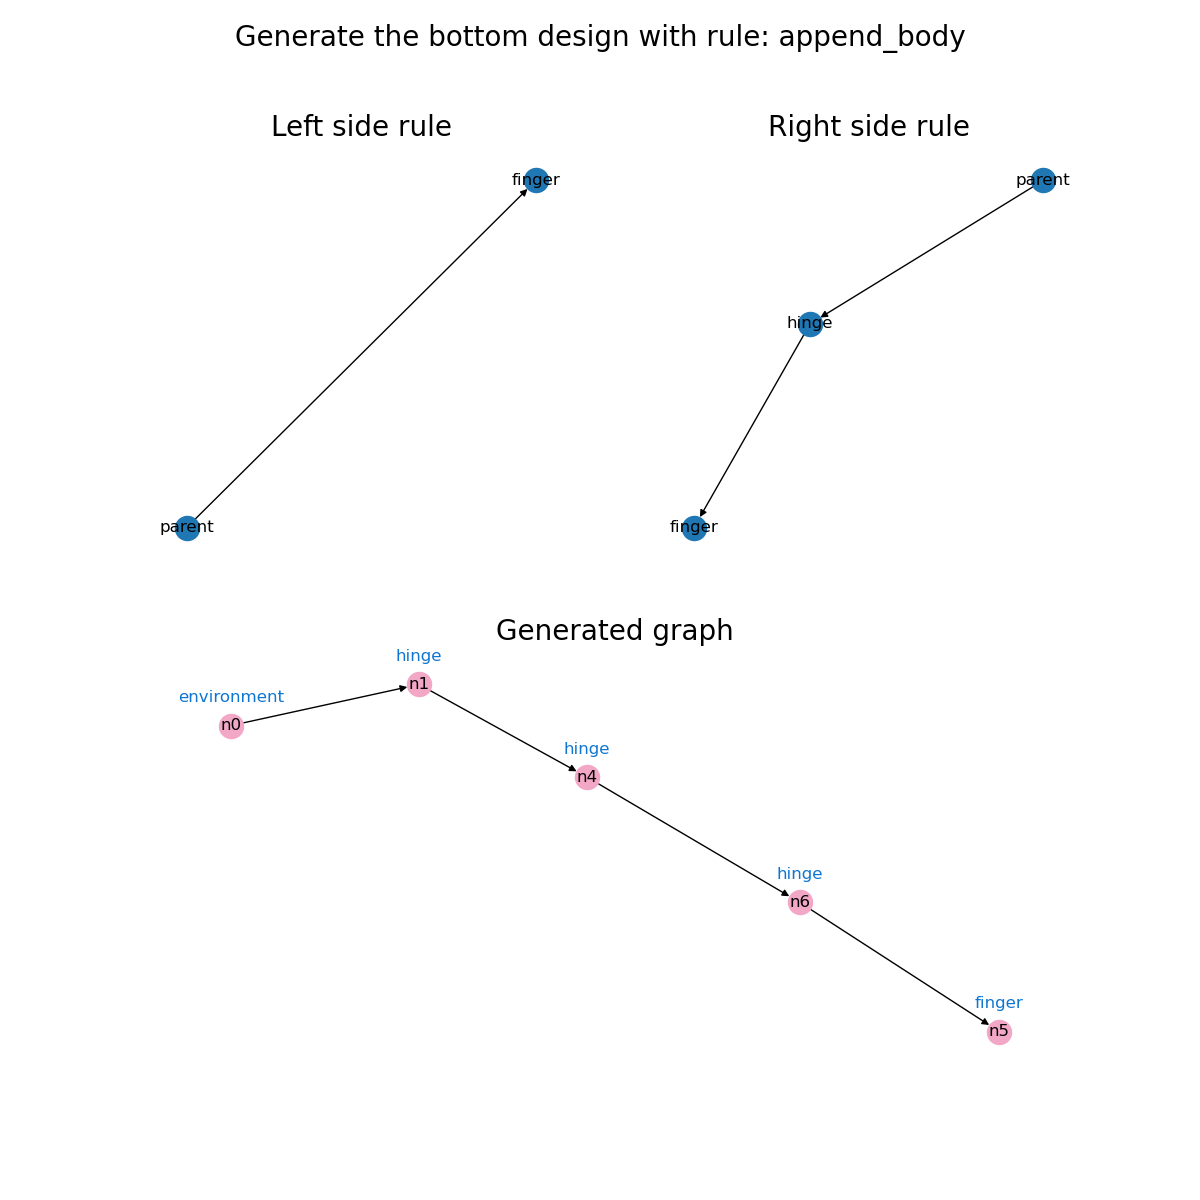 Generate the bottom design with rule: append_body
Left side rule
Right side rule
finger
parent
hinge
parent
finger
Generated graph
hinge
n1
environment
n0
hinge
n4
hinge
n6
finger
n5